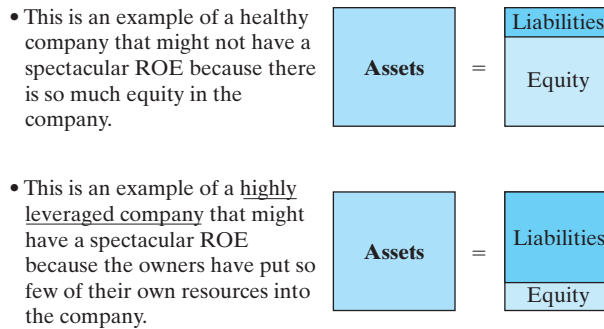 • This is an example of a healthy
company that might not have a
spectacular ROE because there
is so much equity in the
company.
Assets = Liabilities
Equity
• This is an example of a highly
leveraged company that might
have a spectacular ROE
because the owners have put so
few of their own resources into
the company.
Assets = Liabilities
Equity